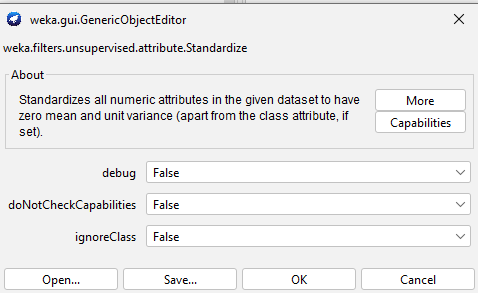 weka.gui.GenericObjectEditor
weka.filters.unsupervised.attribute.Standardize
About
Standardizes all numeric attributes in the given dataset to have
zero mean and unit variance (apart from the class attribute, if
set).
More
Capabilities
debug False
doNotCheckCapabilities False
ignoreClass False
Open... Save... OK Cancel